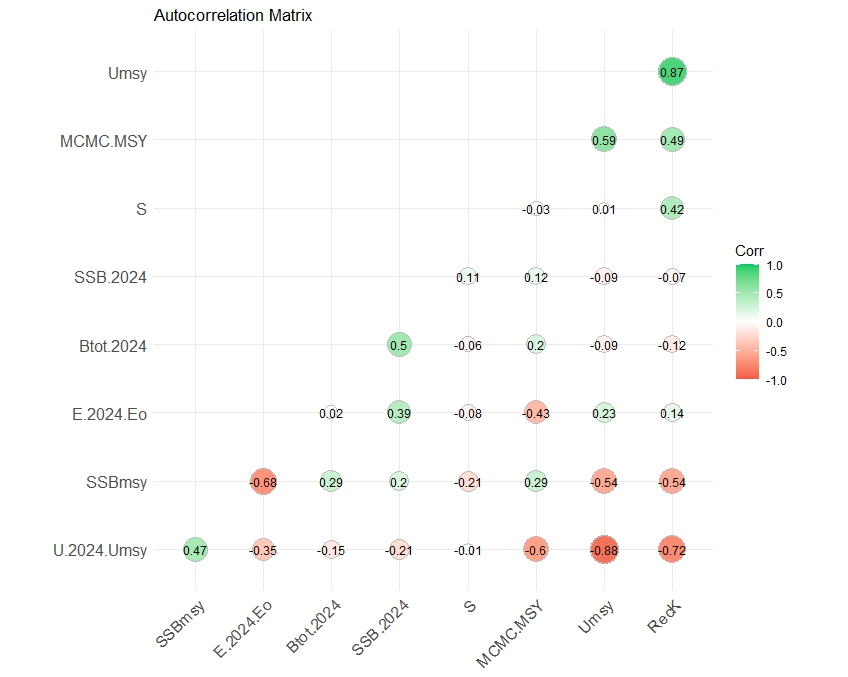 Autocorrelation Matrix
Umsy 0.87
MCMC.MSY 0.59 0.49
S -0.03 0.01 0.42
SSB.2024 0.11 0.12 -0.09 -0.07
Btot.2024 0.5 -0.06 0.2 -0.09 -0.12
E.2024.Eo 0.02 0.39 -0.08 -0.43 0.23 0.14
SSBmsy -0.68 0.29 0.2 -0.21 0.29 -0.54 -0.54
U.2024.Umsy 0.47 -0.35 -0.15 -0.21 -0.01 -0.6 -0.88 -0.72
SSBmsy E.2024.Eo Btot.2024 SSB.2024 S MCMC.MSY Umsy RecK
Corr
1.0
0.5
0.0
-0.5
-1.0